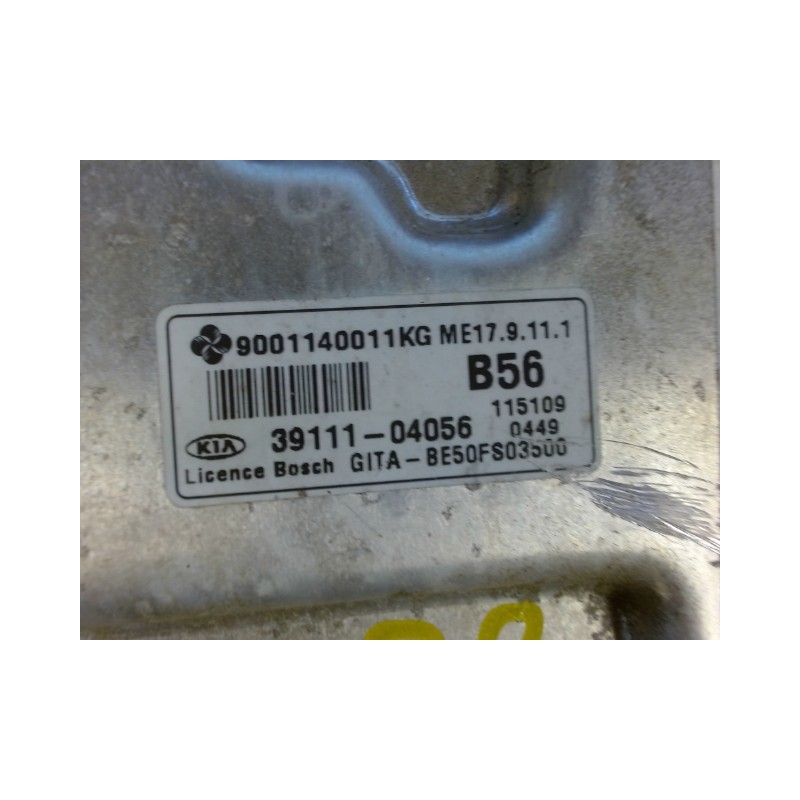 9001140011KG ME17.9.11.1
B56
115109
KIA 39111-04056 0449
Licence Bosch GITA-BE50FS03500